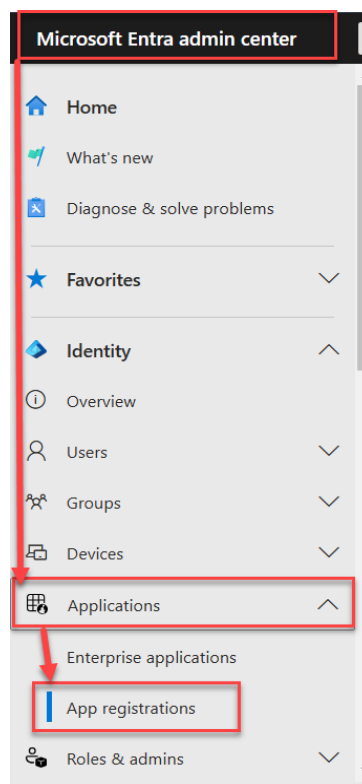 Microsoft Entra admin center
Home
What's new
Diagnose & solve problems
Favorites
Identity
Overview
Users
Groups
Devices
Applications
Enterprise applications
App registrations
Roles & admins